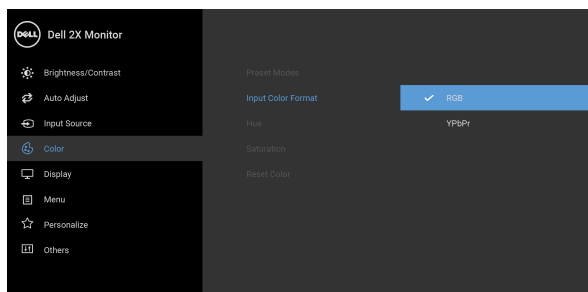 DELL
Dell 2X Monitor
Brightness/Contrast
Auto Adjust
Input Source
Color
Display
Menu
Personalize
Others
Preset Modes
Input Color Format
Hue
Saturation
Reset Color
RGB
YPbPr